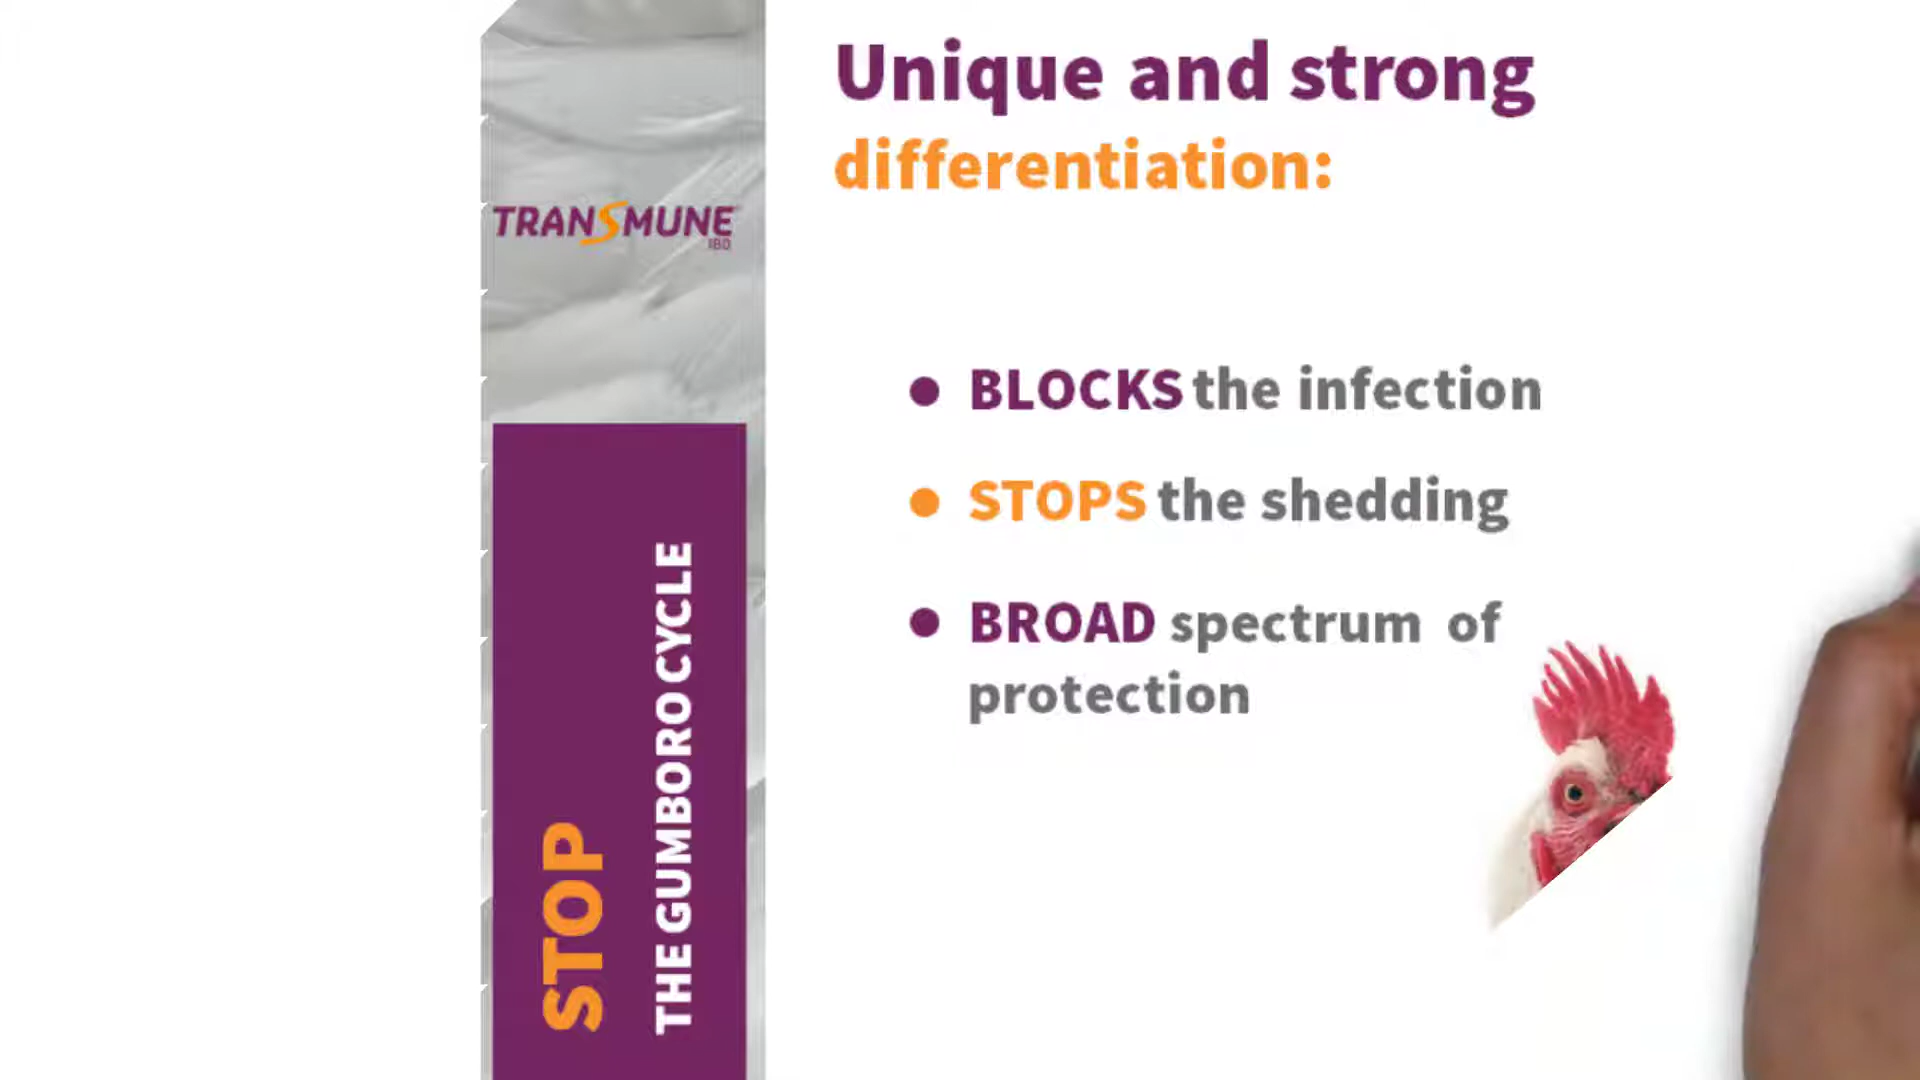 TRANSMUNE
IBD
STOP
THE GUMBORO CYCLE
Unique and strong
differentiation:
BLOCKS the infection
STOPS the shedding
BROAD spectrum of
protection